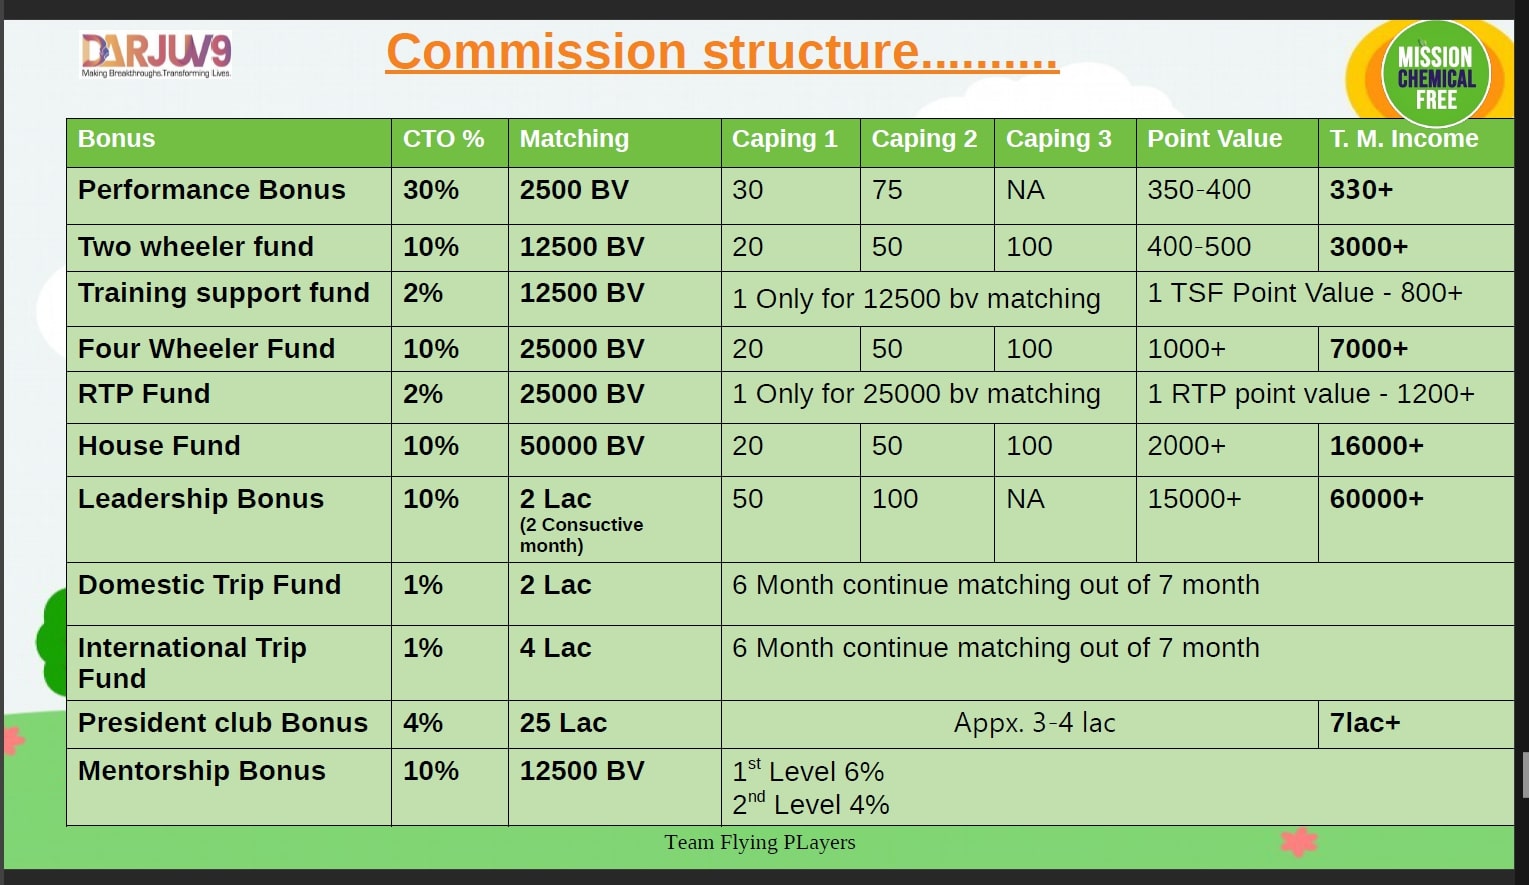 DARJUV9
Making Breakthroughs.Transforming Lives.
Commission structure..........
MISSION
CHEMICAL
FREE
Bonus CTO % Matching Caping 1 Caping 2 Caping 3 Point Value T. M. Income
Performance Bonus 30% 2500 BV 30 75 NA 350-400 330+
Two wheeler fund 10% 12500 BV 20 50 100 400-500 3000+
Training support fund 2% 12500 BV 1 Only for 12500 bv matching 1 TSF Point Value - 800+
Four Wheeler Fund 10% 25000 BV 20 50 100 1000+ 7000+
RTP Fund 2% 25000 BV 1 Only for 25000 bv matching 1 RTP point value - 1200+
House Fund 10% 50000 BV 20 50 100 2000+ 16000+
Leadership Bonus 10% 2 Lac 50 100 NA 15000+ 60000+
(2 Consuctive
month)
Domestic Trip Fund 1% 2 Lac 6 Month continue matching out of 7 month
International Trip 1% 4 Lac 6 Month continue matching out of 7 month
Fund
President club Bonus 4% 25 Lac Appx. 3-4 lac 7lac+
Mentorship Bonus 10% 12500 BV 1st Level 6%
2nd Level 4%
Team Flying PLayers